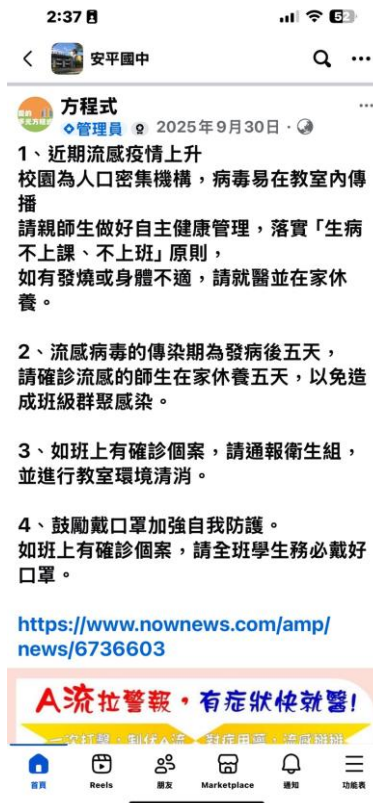 2:37
52
安平國中
方程式
管理員 2025年9月30日
1、近期流感疫情上升
校園為人口密集機構，病毒易在教室內傳
播
請親師生做好自主健康管理，落實「生病
不上課、不上班」原則，
如有發燒或身體不適，請就醫並在家休
養。
2、流感病毒的傳染期為發病後五天，
請確診流感的師生在家休養五天，以免造
成班級群聚感染。
3、如班上有確診個案，請通報衛生組，
並進行教室環境清消。
4、鼓勵戴口罩加強自我防護。
如班上有確診個案，請全班學生務必戴好
口罩。
https://www.nownews.com/amp/
news/6736603
A流拉警報，有症狀快就醫!
首頁
Reels
朋友
Marketplace
通知
功能表